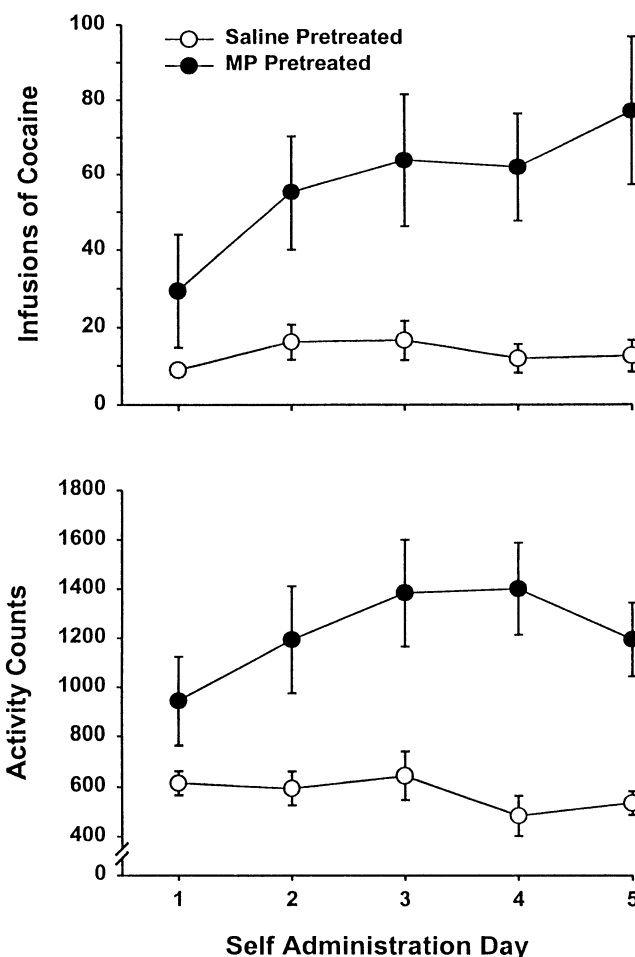 100
Saline Pretreated
MP Pretreated
80
60
40
20
0
Infusions of Cocaine
1800
1600
1400
1200
1000
800
600
400
0
Activity Counts
1 2 3 4 5
Self Administration Day